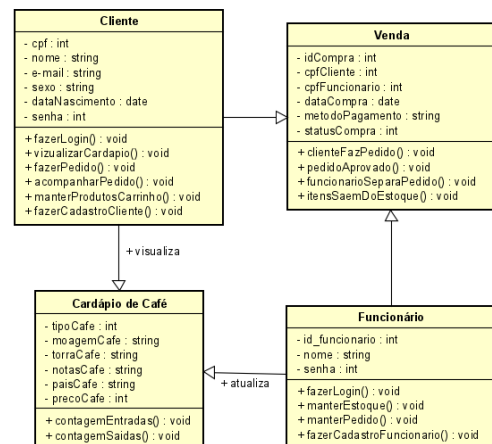 Cliente
- cpf : int
- nome : string
- e-mail : string
- sexo : string
- dataNascimento : date
- senha : int
+ fazerLogin() : void
+ vizualizarCardapio() : void
+ fazerPedido() : void
+ acompanharPedido() : void
+ manterProdutosCarrinho() : void
+ fazerCadastroCliente() : void
Venda
- idCompra : int
- cpfCliente : int
- cpfFuncionario : int
- dataCompra : date
- metodoPagamento : string
- statusCompra : int
+ clienteFazPedido() : void
+ pedidoAprovado() : void
+ funcionarioSeparaPedido() : void
+ itensSaemDoEstoque() : void
+ visualiza
Cardápio de Café
- tipoCafe : int
- moagemCafe : string
- torraCafe : string
- notasCafe : string
- paisCafe : string
- precoCafe : int
+ contagemEntradas() : void
+ contagemSaidas() : void
+ atualiza
Funcionário
- id_funcionario : int
- nome : string
- senha : int
+ fazerLogin() : void
+ manterEstoque() : void
+ manterPedido() : void
+ fazerCadastroFuncionario() : void